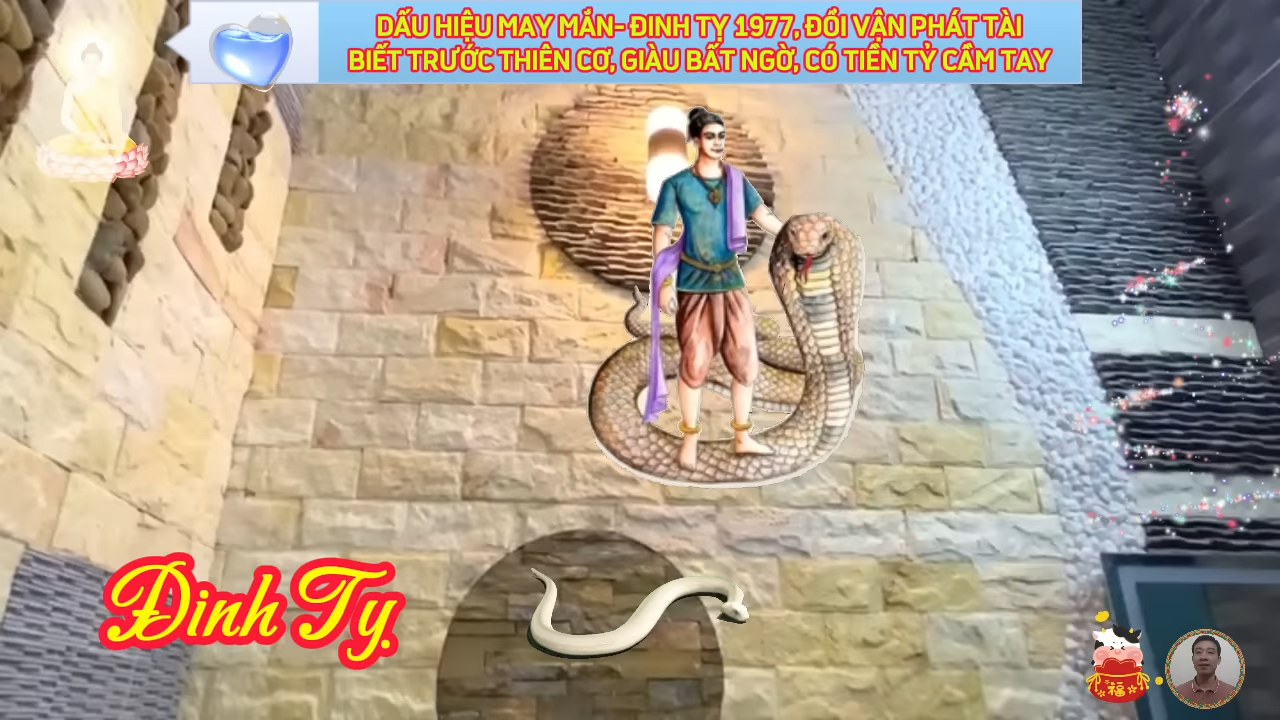 DẤU HIỆU MAY MẮN- ĐINH TỴ 1977, ĐỔI VẬN PHÁT TÀI
BIẾT TRƯỚC THIÊN CƠ, GIÀU BẤT NGỜ, CÓ TIỀN TỶ CẦM TAY
Đinh Tỵ
福